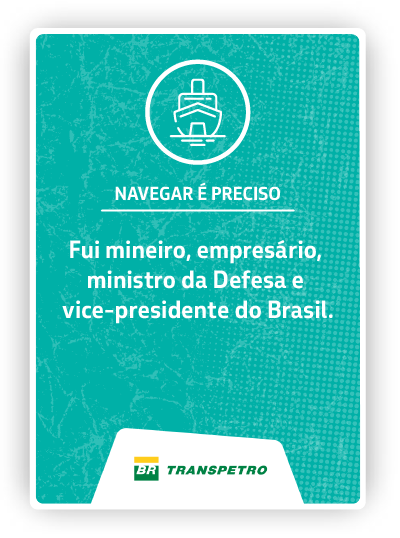 NAVEGAR É PRECISO
Fui mineiro, empresário,
ministro da Defesa e
vice-presidente do Brasil.
BR TRANSPETRO